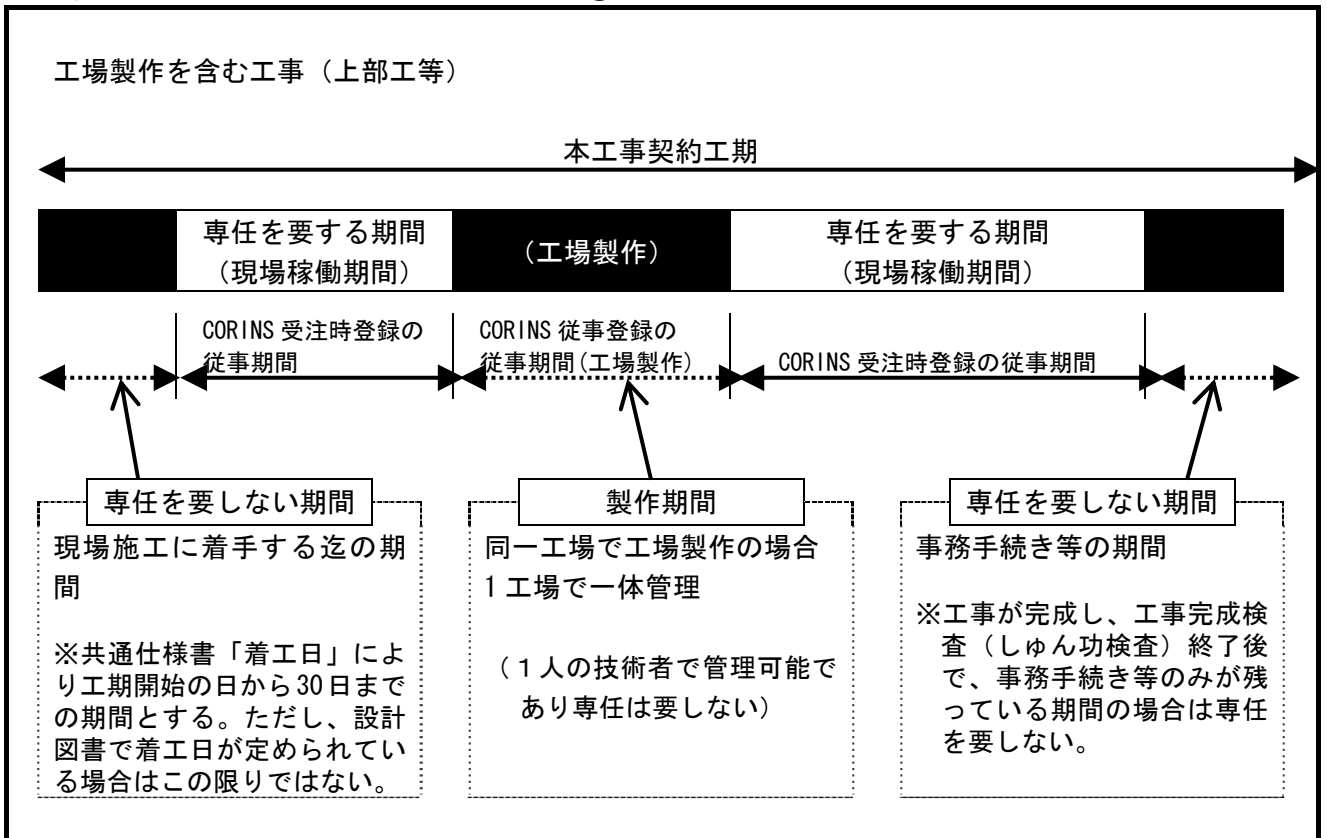 工場製作を含む工事（上部工等）
本工事契約工期
専任を要する期間
（現場稼働期間）
（工場製作）
専任を要する期間
（現場稼働期間）
CORINS 受注時登録の
従事期間
CORINS 従事登録の
従事期間(工場製作)
CORINS 受注時登録の従事期間
専任を要しない期間
現場施工に着手する迄の期
間
※共通仕様書「着工日」によ
り工期開始の日から30日まで
の期間とする。ただし、設計
図書で着工日が定められてい
る場合はこの限りではない。
製作期間
同一工場で工場製作の場合
1工場で一体管理
（１人の技術者で管理可能で
あり専任は要しない）
専任を要しない期間
事務手続き等の期間
※工事が完成し、工事完成検
査（しゅん功検査）終了後
で、事務手続き等のみが残
っている期間の場合は専任
を要しない。